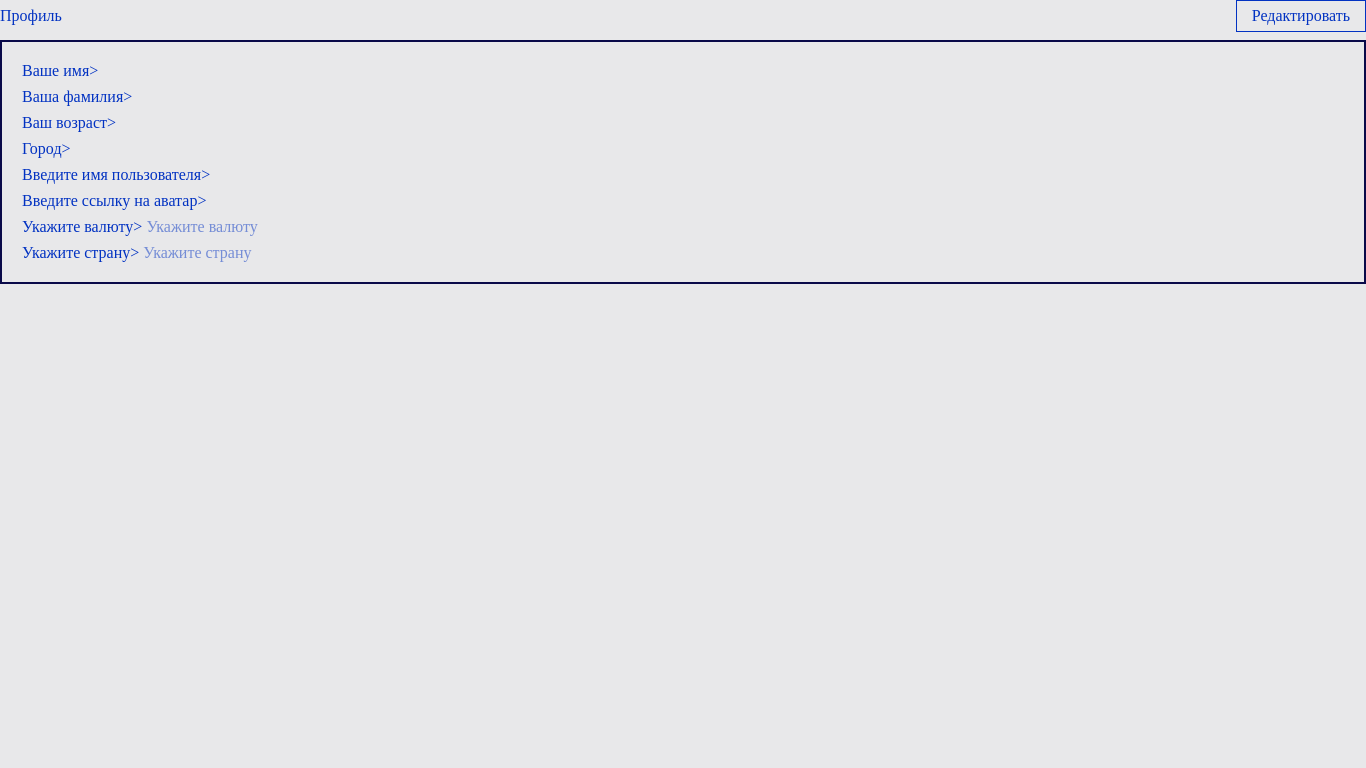 Профиль
Редактировать
Ваше имя>
Ваша фамилия>
Ваш возраст>
Город>
Введите имя пользователя>
Введите ссылку на аватар>
Укажите валюту> Укажите валюту
Укажите страну> Укажите страну